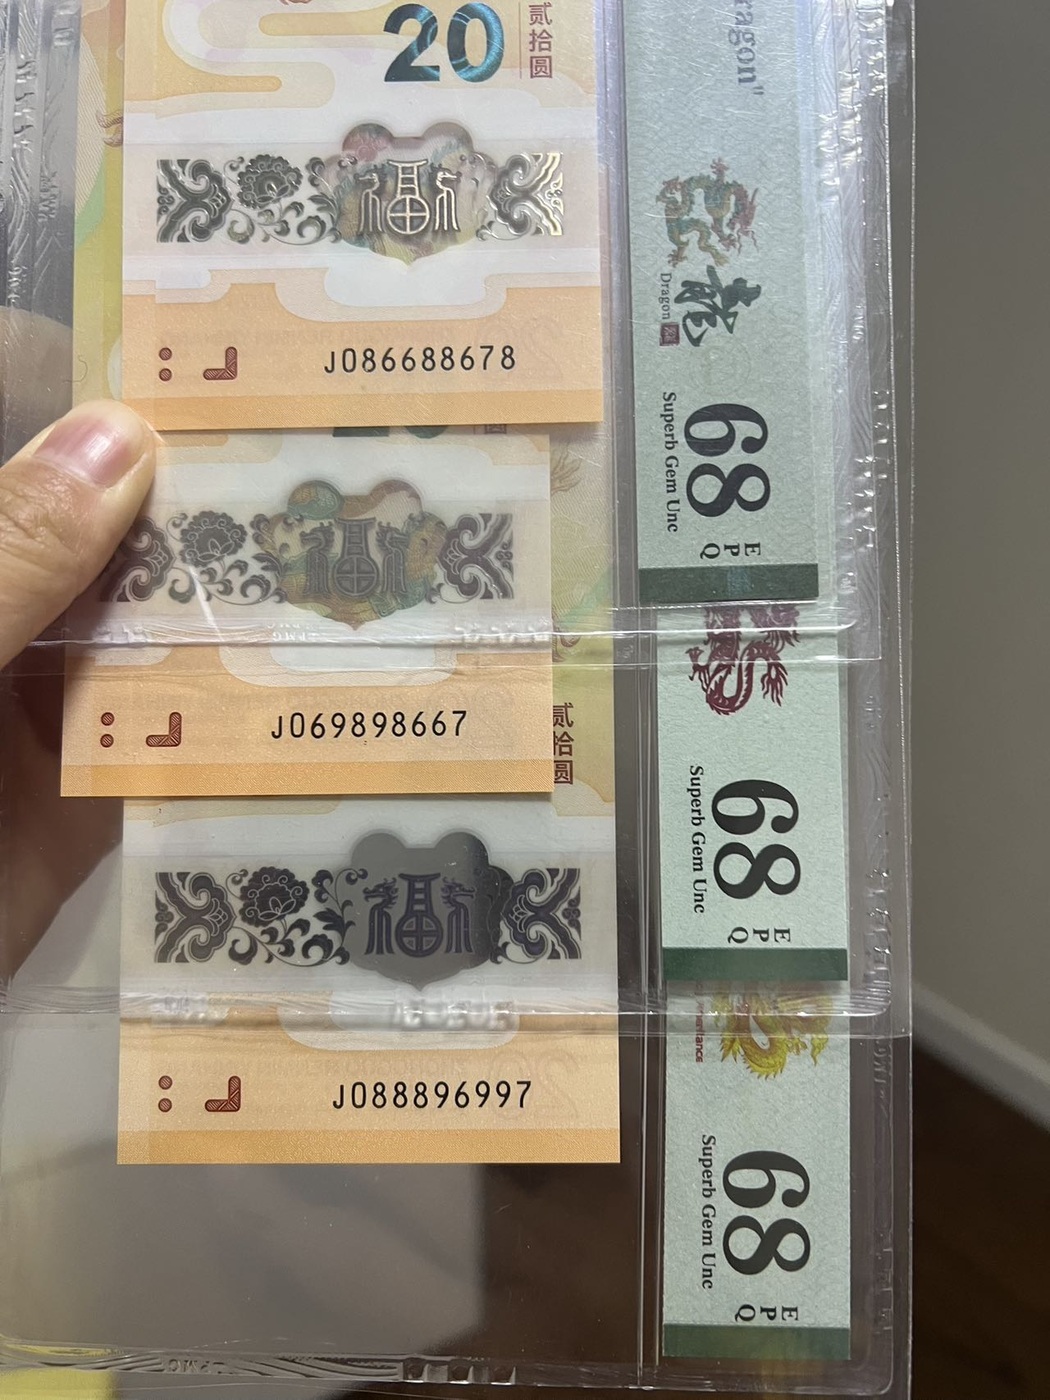 20
贰拾圆
福
J086688678
福
J069898667
贰拾圆
福
J088896997
ragon"
龍
Dragon
68
Superb Gem Unc
EPQ
68
Superb Gem Unc
EPQ
68
Superb Gem Unc
EPQ